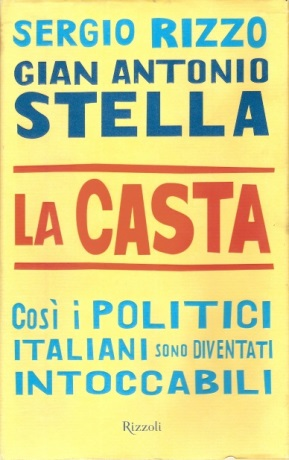 SERGIO RIZZO
GIAN ANTONIO
STELLA
LA CASTA
Così i POLITICI
ITALIANI SONO DIVENTATI
INTOCCABILI
Rizzoli